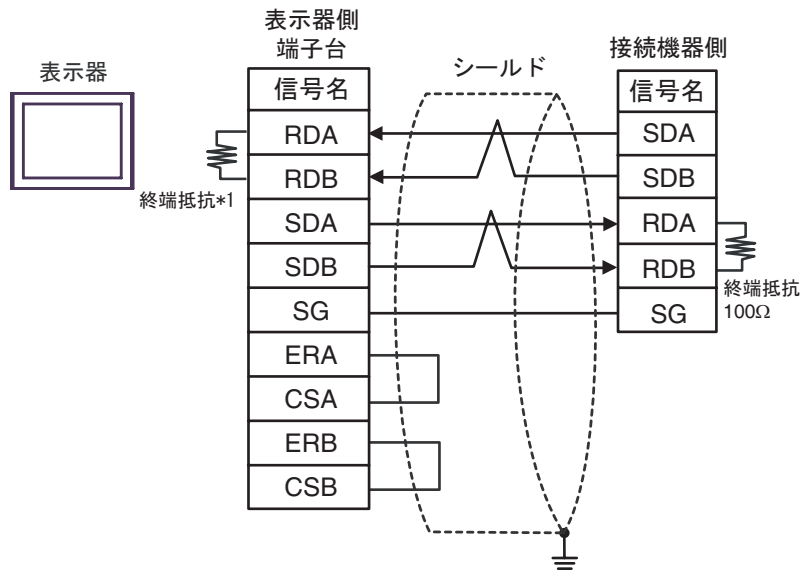 表示器
表示器側
端子台
信号名
RDA
RDB
SDA
SDB
SG
ERA
CSA
ERB
CSB
終端抵抗*1
シールド
接続機器側
信号名
SDA
SDB
RDA
RDB
SG
終端抵抗
100Ω